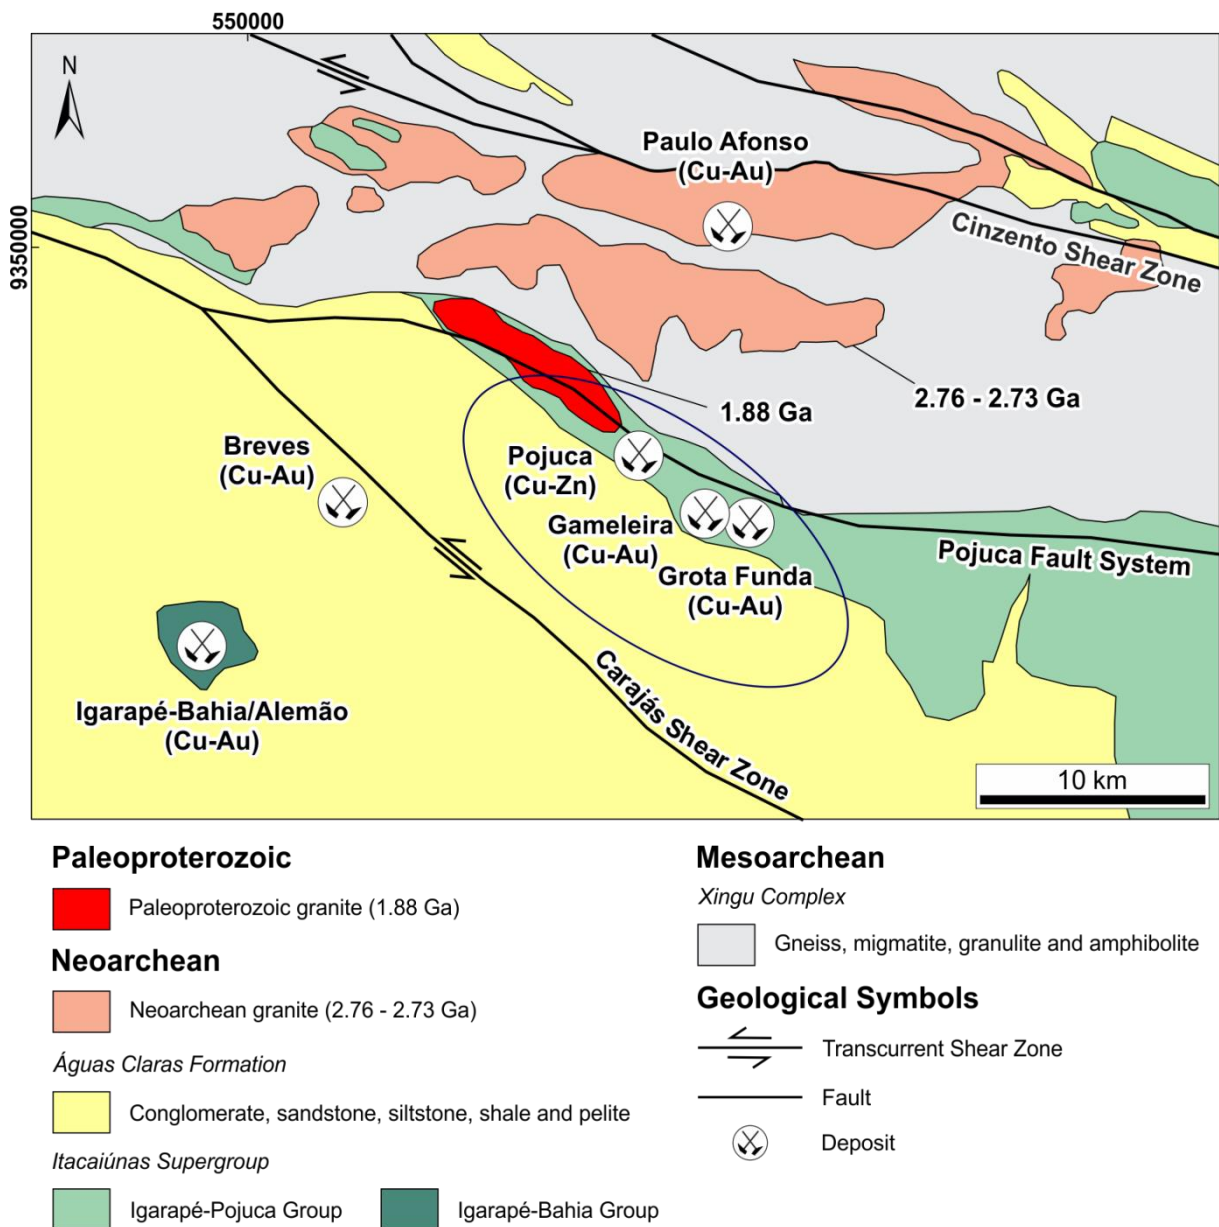 550000
N
9350000
Paulo Afonso
(Cu-Au)
Cinzento Shear Zone
2.76 - 2.73 Ga
1.88 Ga
Breves
(Cu-Au)
Pojuca
(Cu-Zn)
Gameleira
(Cu-Au)
Grota Funda
(Cu-Au)
Pojuca Fault System
Igarapé-Bahia/Alemão
(Cu-Au)
Carajás Shear Zone
10 km
Paleoproterozoic
Paleoproterozoic granite (1.88 Ga)
Neoarchean
Neoarchean granite (2.76 - 2.73 Ga)
Águas Claras Formation
Conglomerate, sandstone, siltstone, shale and pelite
Itacaiúnas Supergroup
Igarapé-Pojuca Group
Igarapé-Bahia Group
Mesoarchean
Xingu Complex
Gneiss, migmatite, granulite and amphibolite
Geological Symbols
Transcurrent Shear Zone
Fault
Deposit